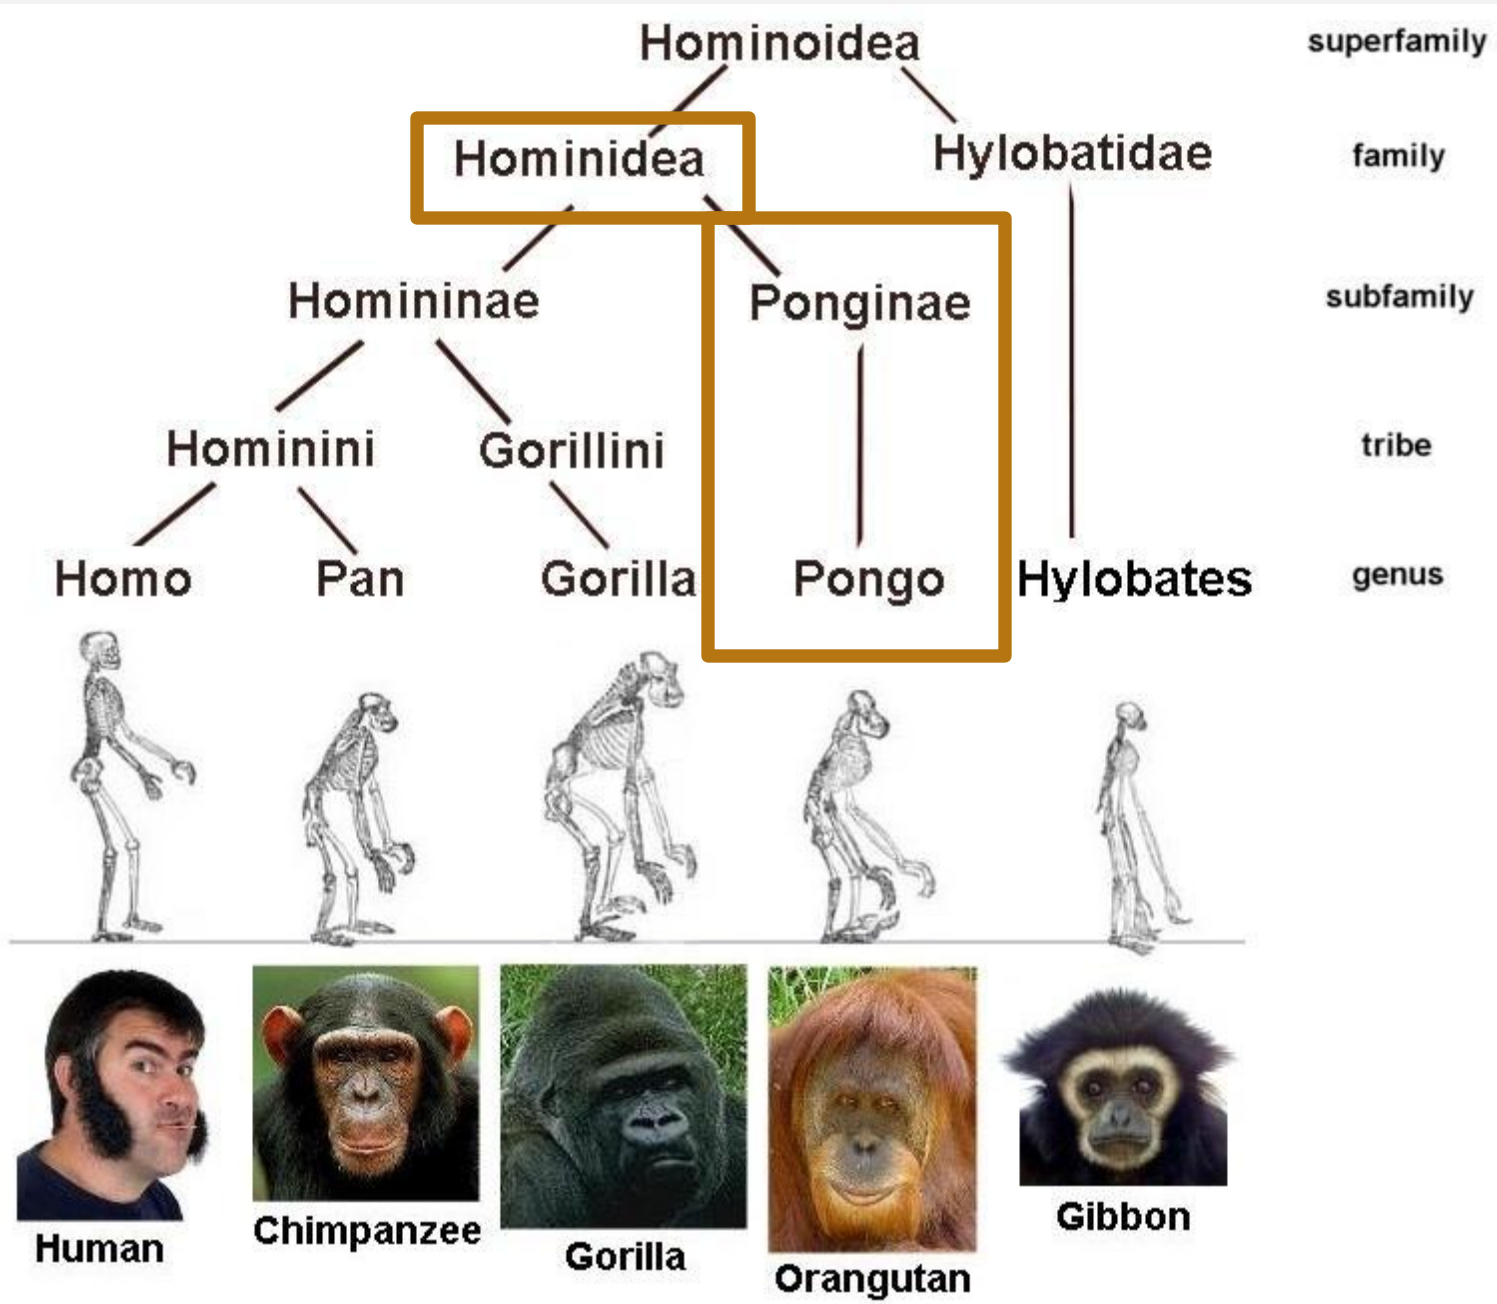 Hominoidea superfamily
Hominidea Hylobatidae family
Homininae Ponginae subfamily
Hominini Gorillini tribe
Homo Pan Gorilla Pongo Hylobates genus
Human Chimpanzee Gorilla Orangutan Gibbon